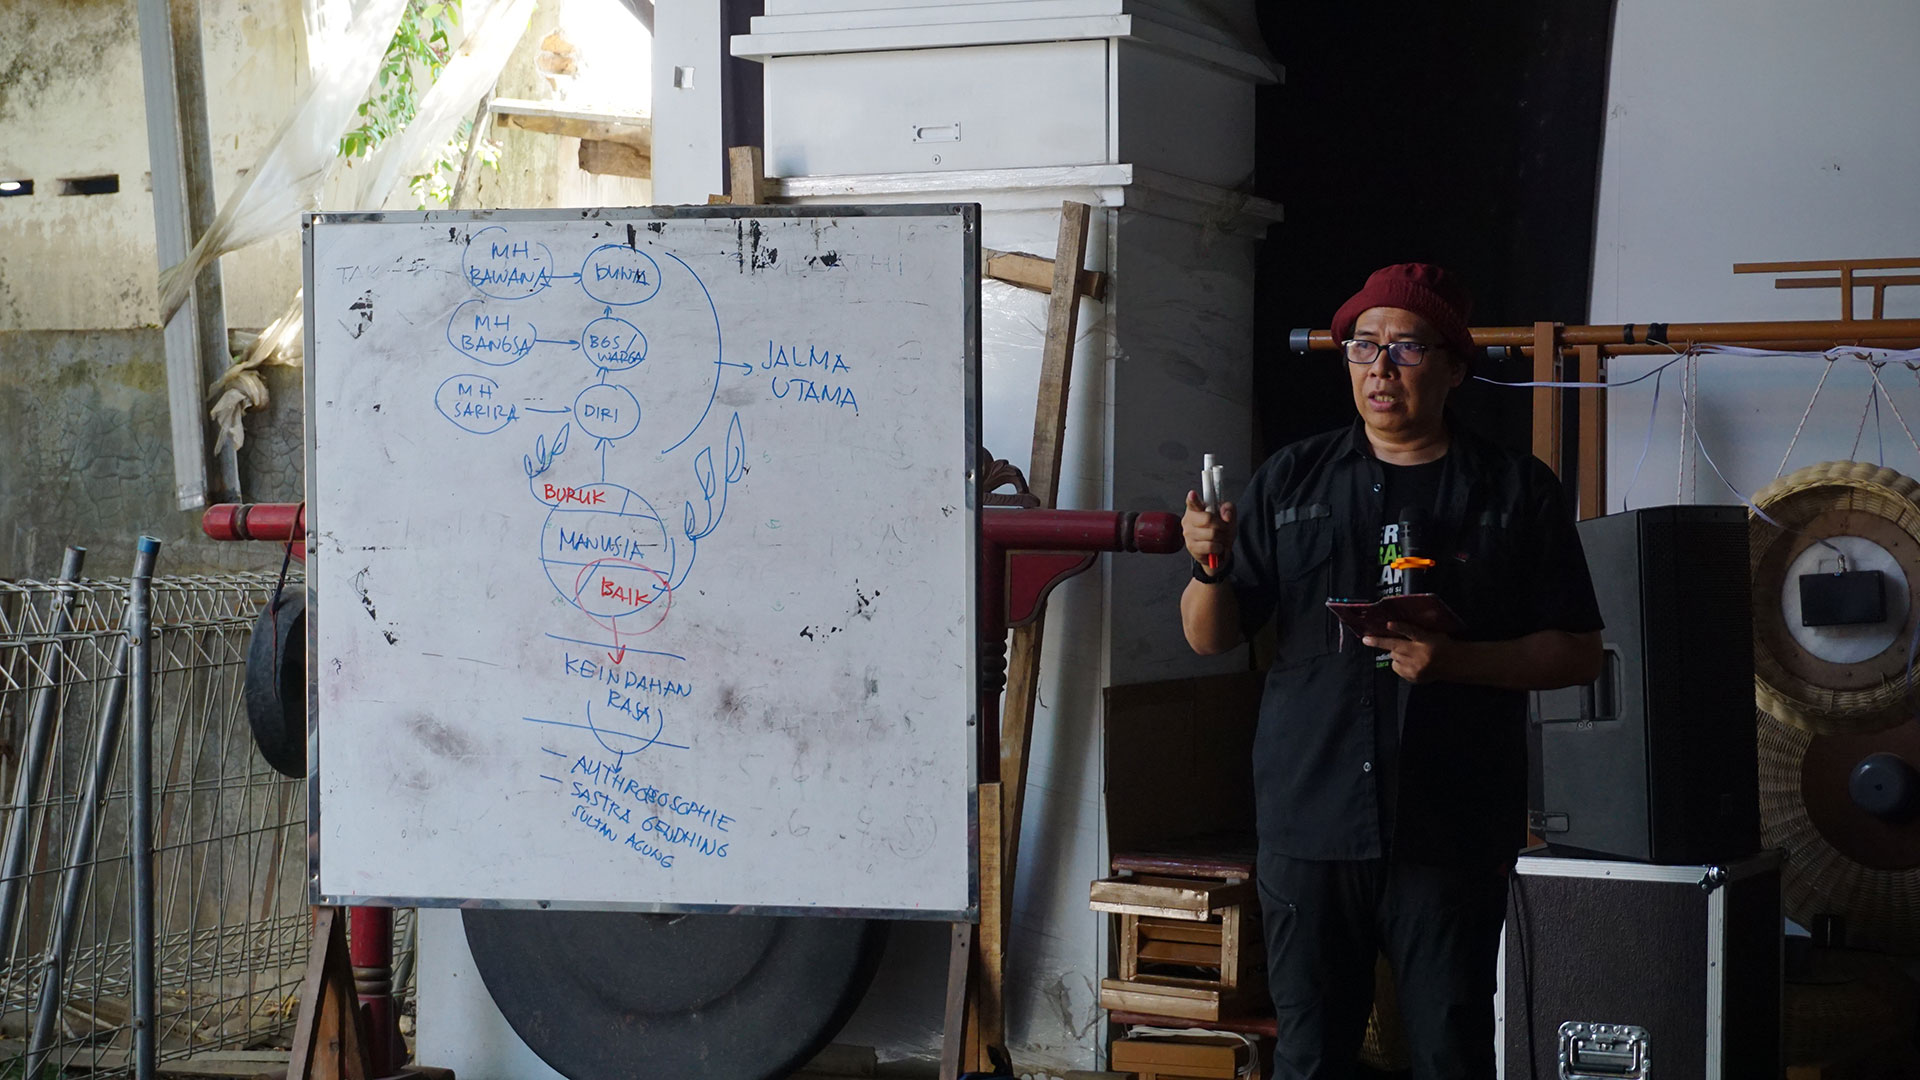 MH
BAWANA
DUNIA
MH
BANGSA
BGS/
WARGA
MH
SARIRA
DIRI
JALMA
UTAMA
BURUK
MANUSIA
BAIK
KEINDAHAN
RASA
AUTHROPOSOPHIE
SASTRA GENDHING
SULTAN AGUNG